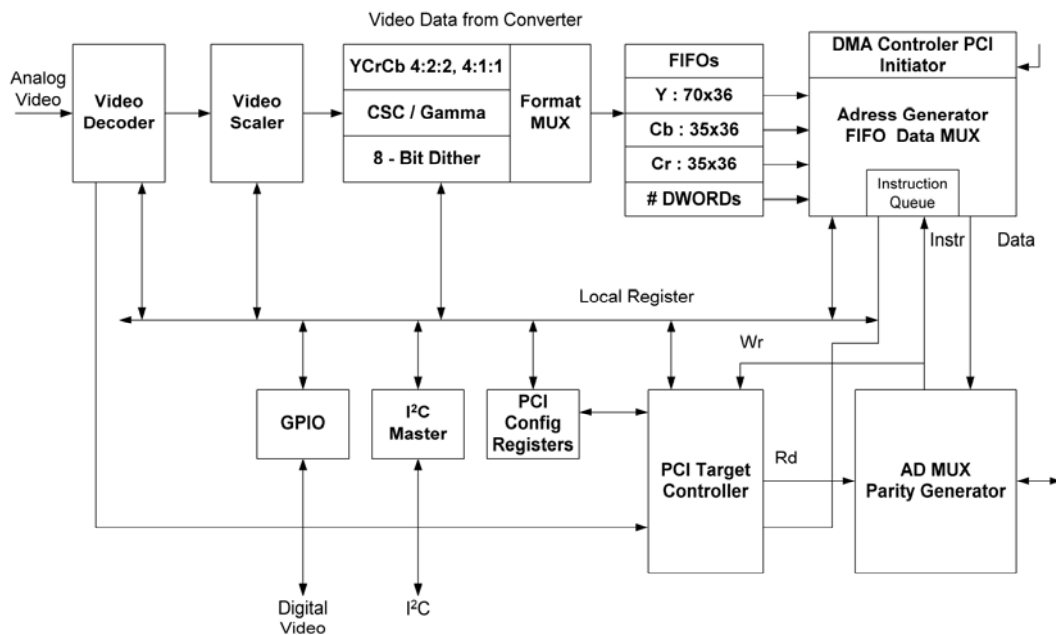 Video Data from Converter
Analog
Video
Video
Decoder
Video
Scaler
YCrCb 4:2:2, 4:1:1
CSC / Gamma
8 - Bit Dither
Format
MUX
FIFOs
Y : 70x36
Cb : 35x36
Cr : 35x36
# DWORDs
DMA Controler PCI
Initiator
Adress Generator
FIFO Data MUX
Instruction
Queue
Instr
Data
Local Register
Wr
GPIO
I²C
Master
PCI
Config
Registers
PCI Target
Controller
Rd
AD MUX
Parity Generator
Digital
Video
I²C